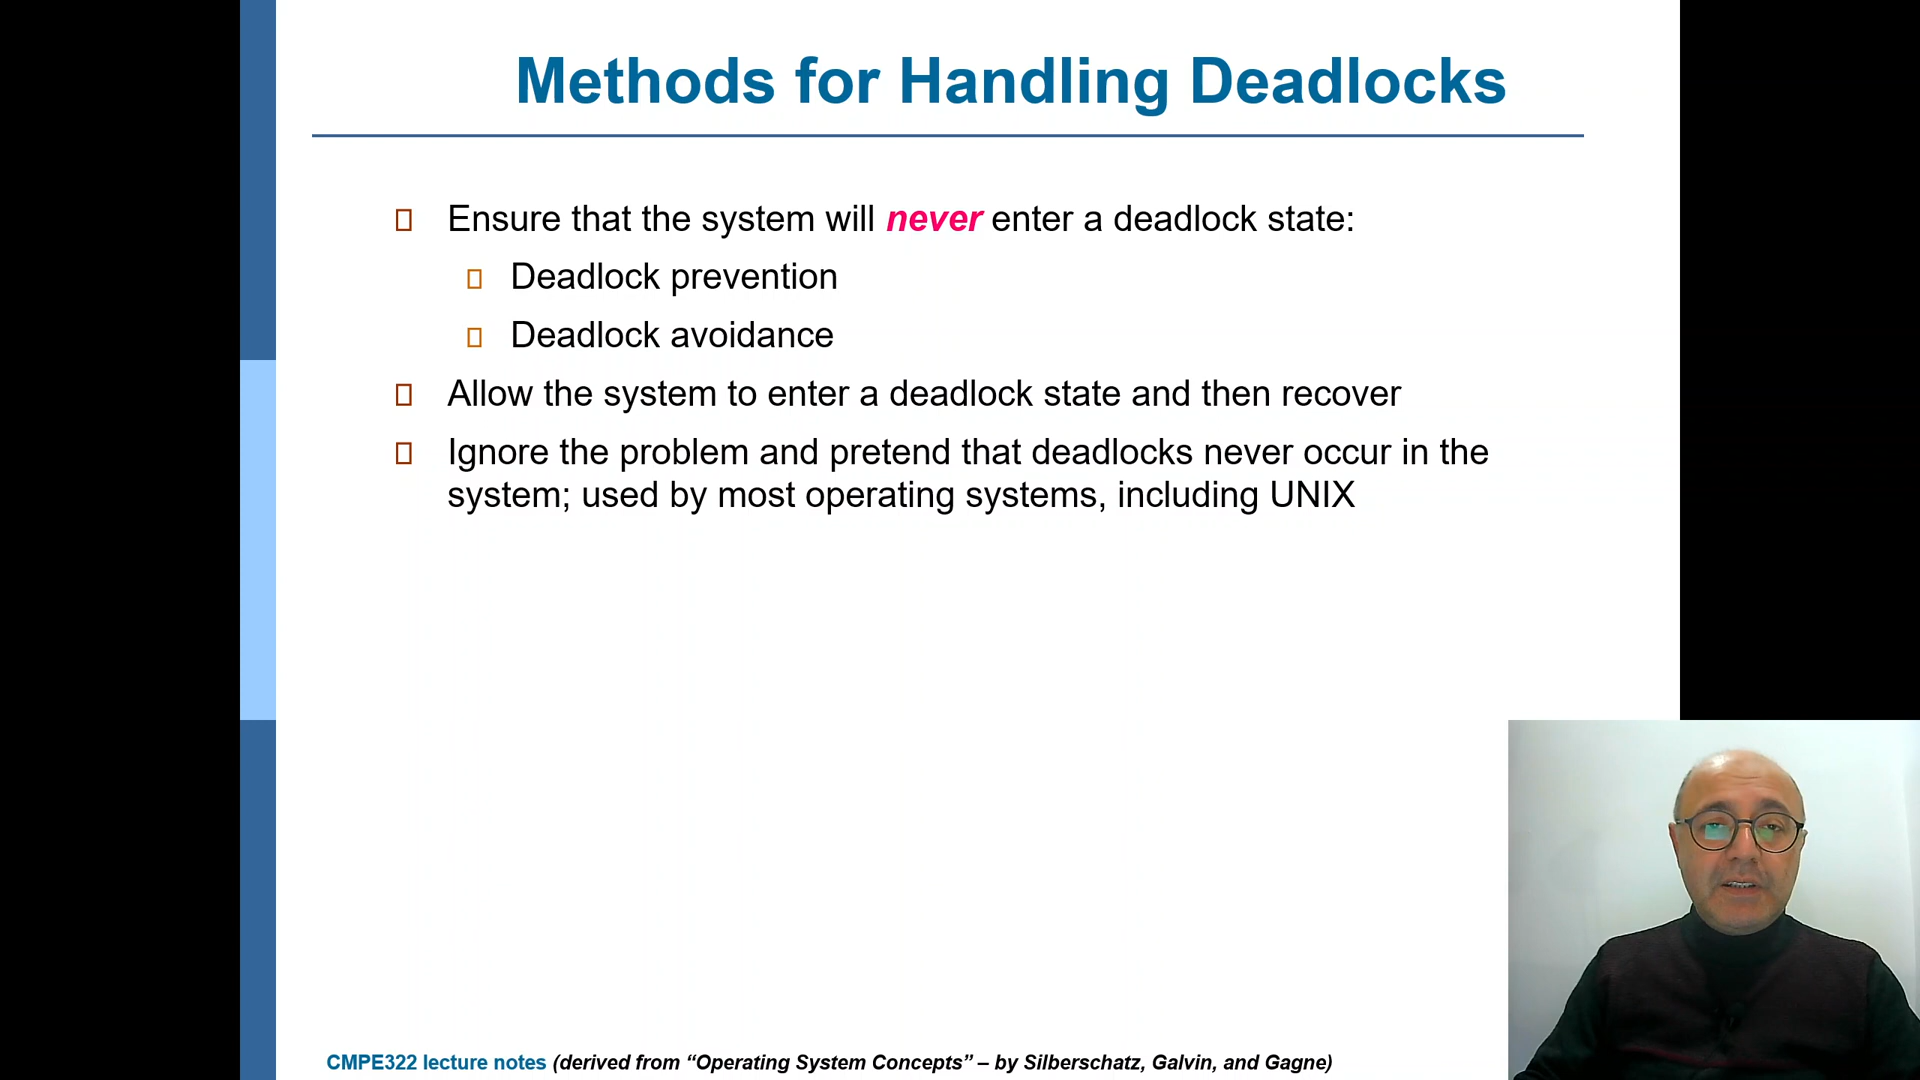 Methods for Handling Deadlocks
Ensure that the system will never enter a deadlock state:
Deadlock prevention
Deadlock avoidance
Allow the system to enter a deadlock state and then recover
Ignore the problem and pretend that deadlocks never occur in the
system; used by most operating systems, including UNIX
CMPE322 lecture notes (derived from “Operating System Concepts” – by Silberschatz, Galvin, and Gagne)